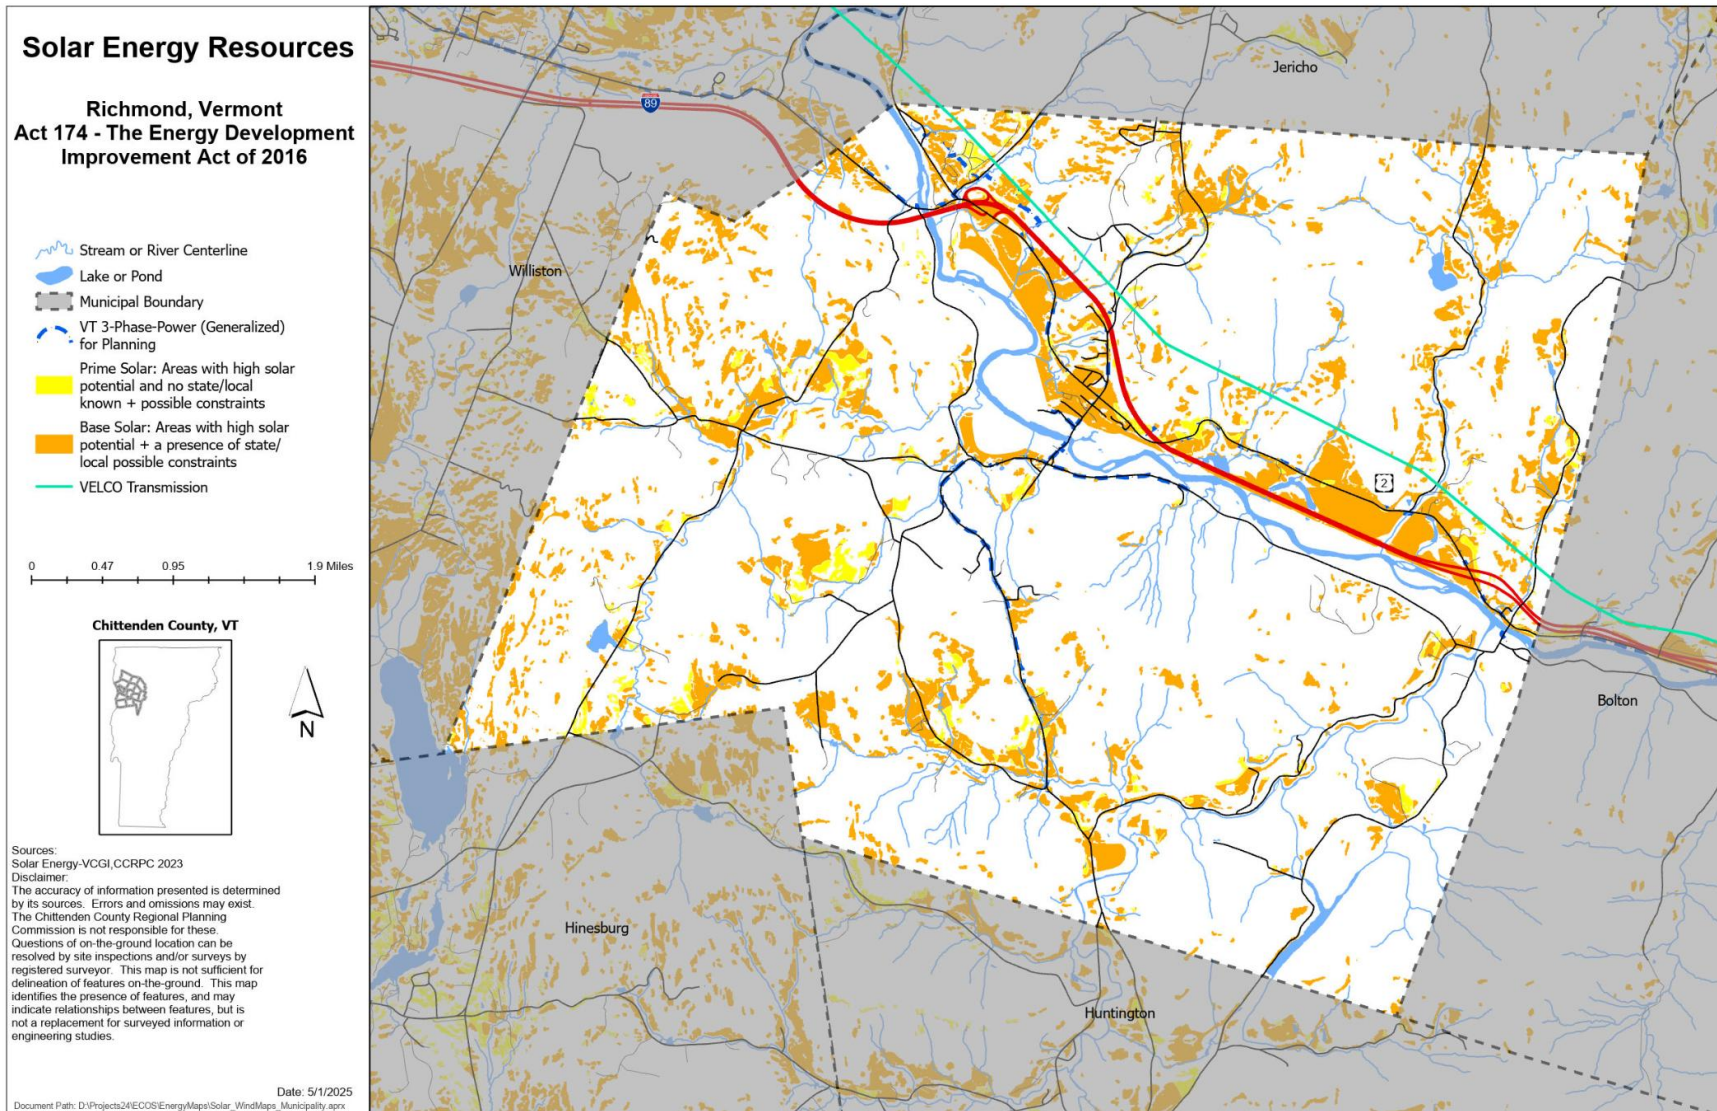 Solar Energy Resources
Richmond, Vermont
Act 174 - The Energy Development
Improvement Act of 2016
Stream or River Centerline
Lake or Pond
Municipal Boundary
VT 3-Phase-Power (Generalized)
for Planning
Prime Solar: Areas with high solar
potential and no state/local
known + possible constraints
Base Solar: Areas with high solar
potential + a presence of state/
local possible constraints
VELCO Transmission
0 0.47 0.95 1.9 Miles
Chittenden County, VT
N
Sources:
Solar Energy-VCGI,CCRPC 2023
Disclaimer:
The accuracy of information presented is determined
by its sources. Errors and omissions may exist.
The Chittenden County Regional Planning
Commission is not responsible for these.
Questions of on-the-ground location can be
resolved by site inspections and/or surveys by
registered surveyor. This map is not sufficient for
delineation of features on-the-ground. This map
identifies the presence of features, and may
indicate relationships between features, but is
not a replacement for surveyed information or
engineering studies.
Date: 5/1/2025
Document Path: D:\Projects24\ECOS\EnergyMaps\Solar_WindMaps_Municipality.aprx
Jericho
89
Williston
2
Bolton
Hinesburg
Huntington